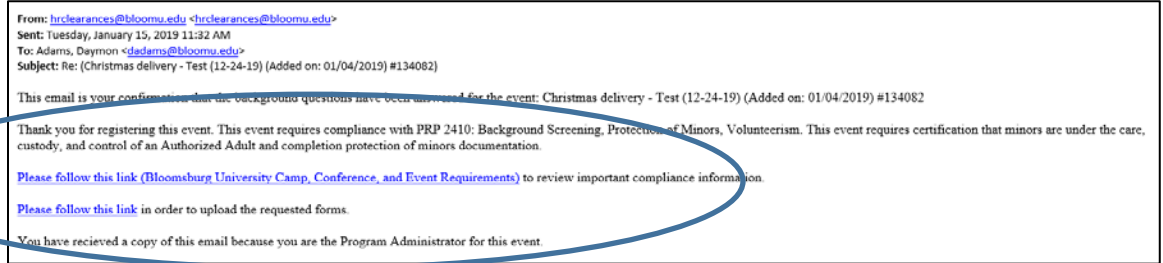 From: hrclearances@bloomu.edu <hrclearances@bloomu.edu>
Sent: Tuesday, January 15, 2019 11:32 AM
To: Adams, Daymon <dadams@bloomu.edu>
Subject: Re: (Christmas delivery - Test (12-24-19) (Added on: 01/04/2019) #134082)
This email is your confirmation that the background questions have been answered for the event: Christmas delivery - Test (12-24-19) (Added on: 01/04/2019) #134082
Thank you for registering this event. This event requires compliance with PRP 2410: Background Screening, Protection of Minors, Volunteerism. This event requires certification that minors are under the care,
custody, and control of an Authorized Adult and completion protection of minors documentation.
Please follow this link (Bloomsburg University Camp, Conference, and Event Requirements) to review important compliance information.
Please follow this link in order to upload the requested forms.
You have recieved a copy of this email because you are the Program Administrator for this event.